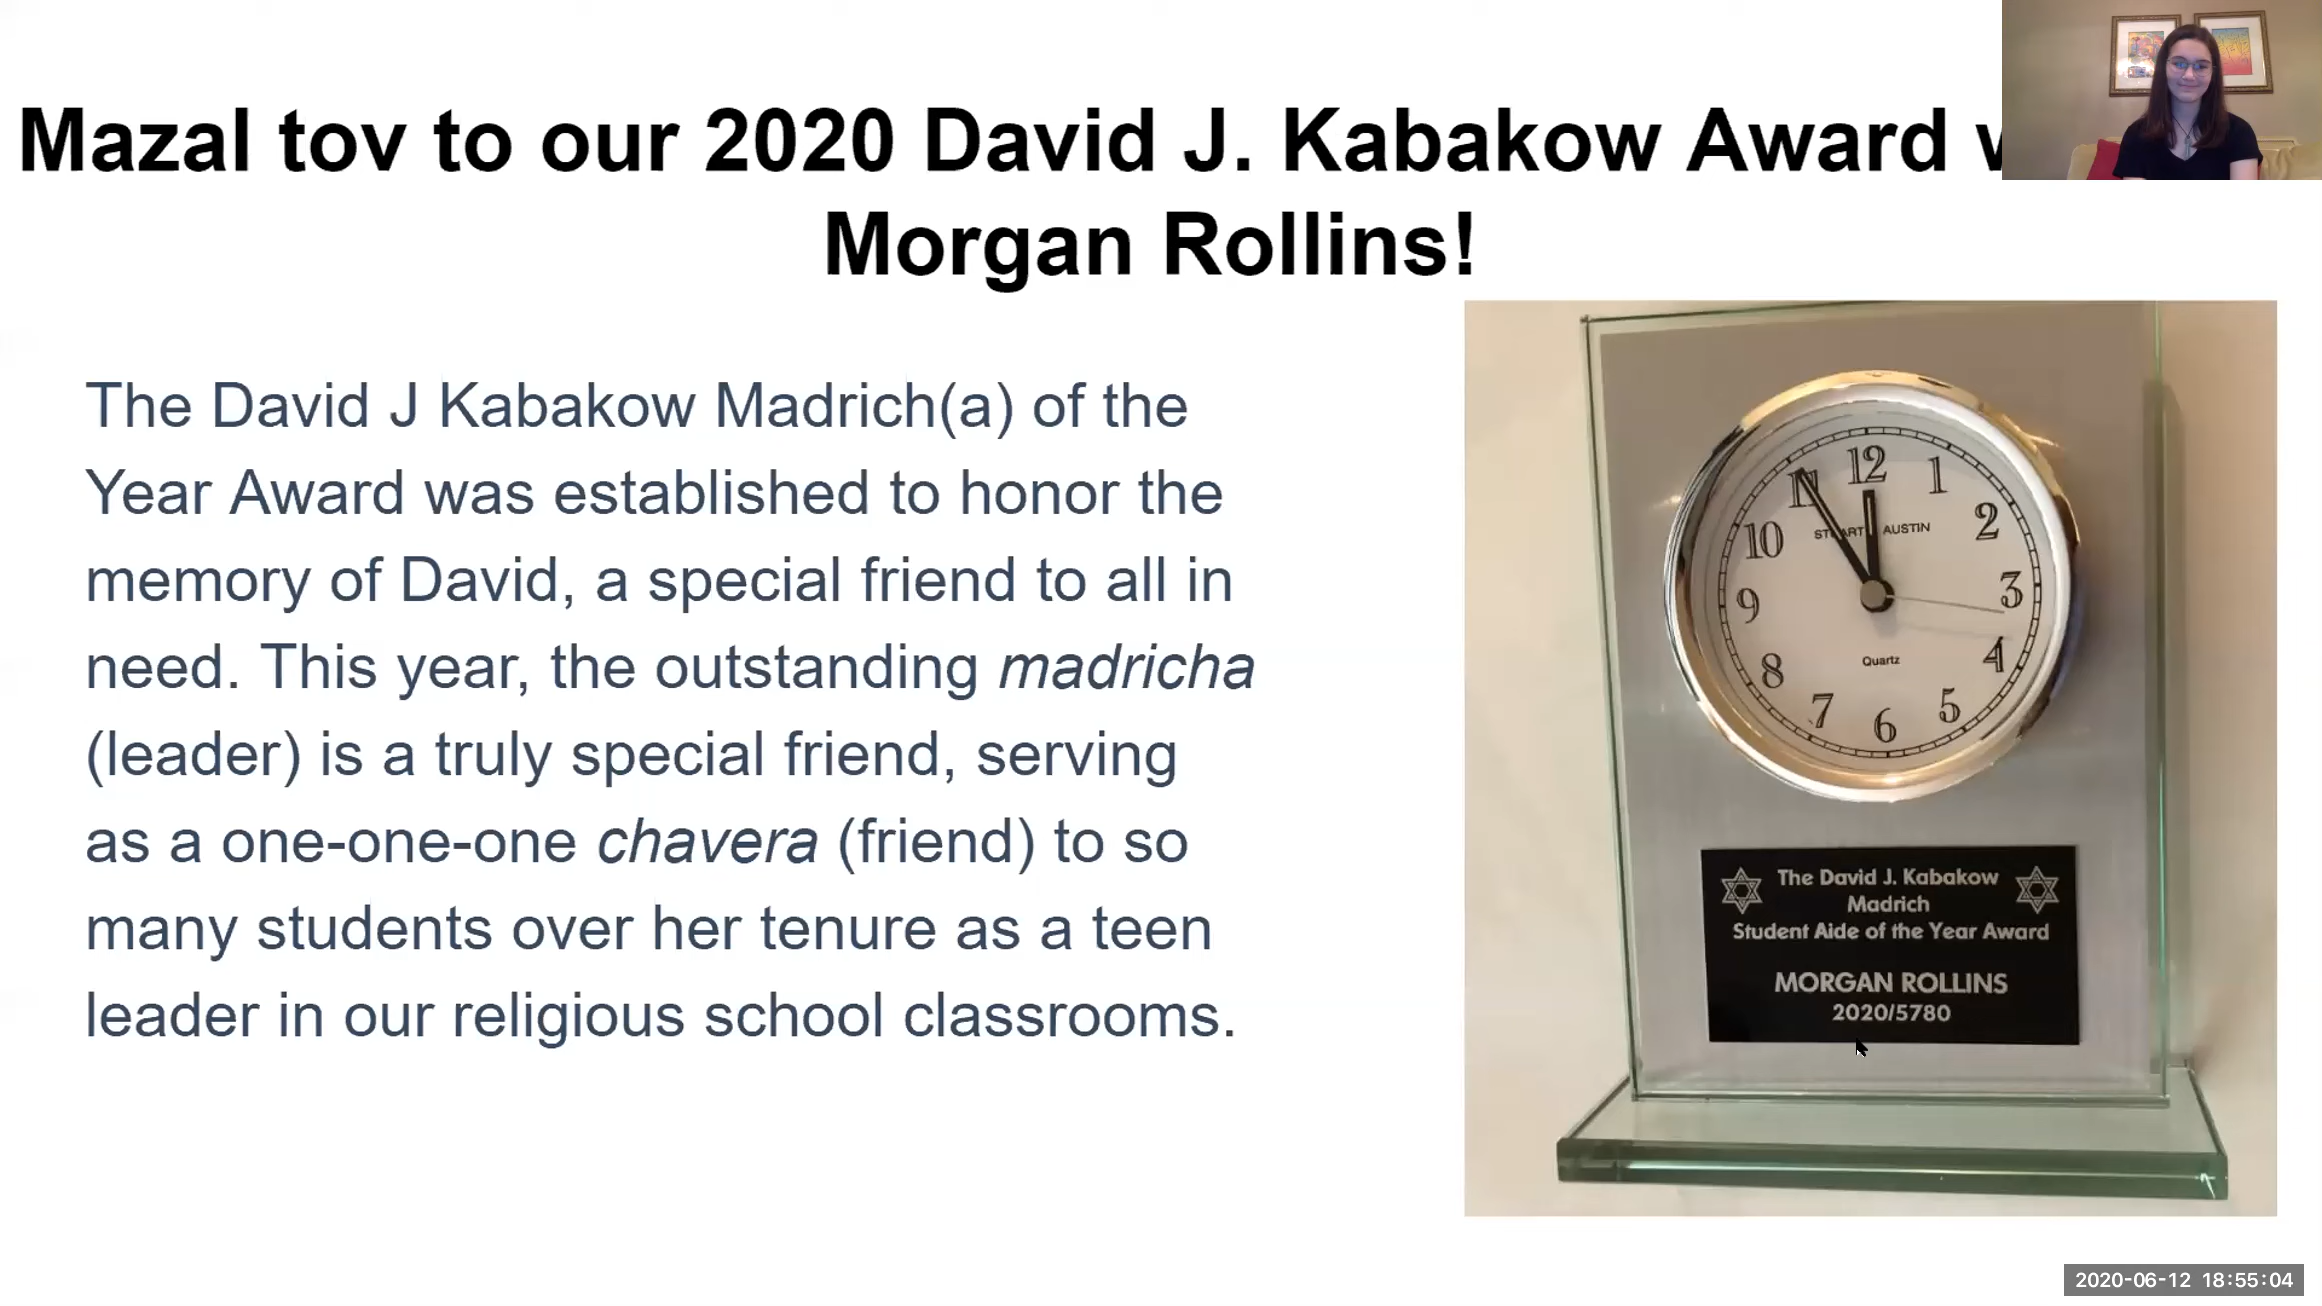 Mazal tov to our 2020 David J. Kabakow Award
Morgan Rollins!
The David J Kabakow Madrich(a) of the
Year Award was established to honor the
memory of David, a special friend to all in
need. This year, the outstanding madricha
(leader) is a truly special friend, serving
as a one-one-one chavera (friend) to so
many students over her tenure as a teen
leader in our religious school classrooms.
12
1
2
3
4
5
6
7
8
9
10
11
STUART AUSTIN
Quartz
The David J. Kabakow
Madrich
Student Aide of the Year Award
MORGAN ROLLINS
2020/5780
2020-06-12 18:55:04